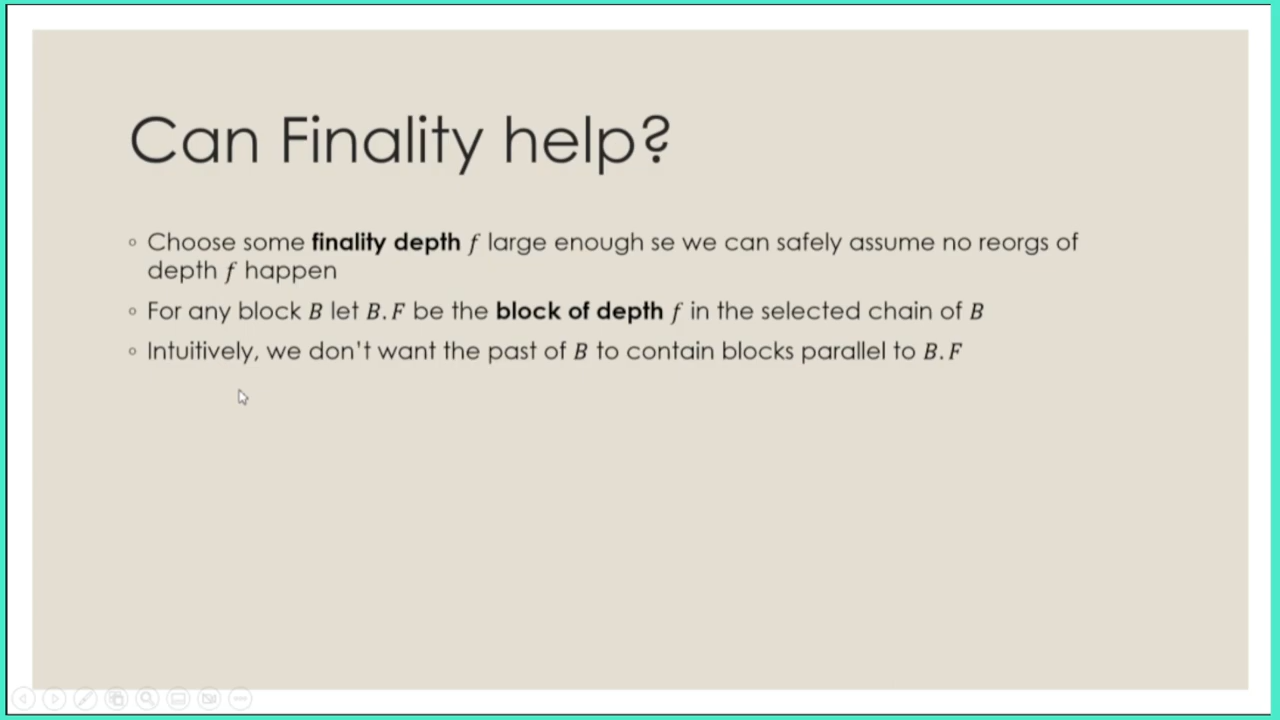 Can Finality help?
◦ Choose some finality depth f large enough se we can safely assume no reorgs of
depth f happen
◦ For any block B let B.F be the block of depth f in the selected chain of B
◦ Intuitively, we don't want the past of B to contain blocks parallel to B.F